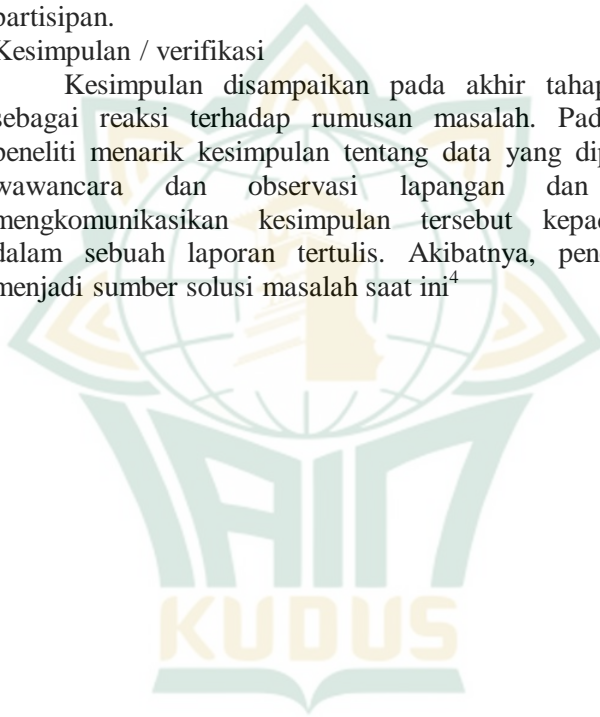 partisipan.
Kesimpulan / verifikasi
Kesimpulan disampaikan pada akhir tahap
sebagai reaksi terhadap rumusan masalah. Pad
peneliti menarik kesimpulan tentang data yang dip
wawancara dan observasi lapangan dan
mengkomunikasikan kesimpulan tersebut kepad
dalam sebuah laporan tertulis. Akibatnya, pen
menjadi sumber solusi masalah saat ini⁴
IAIN
KUDUS